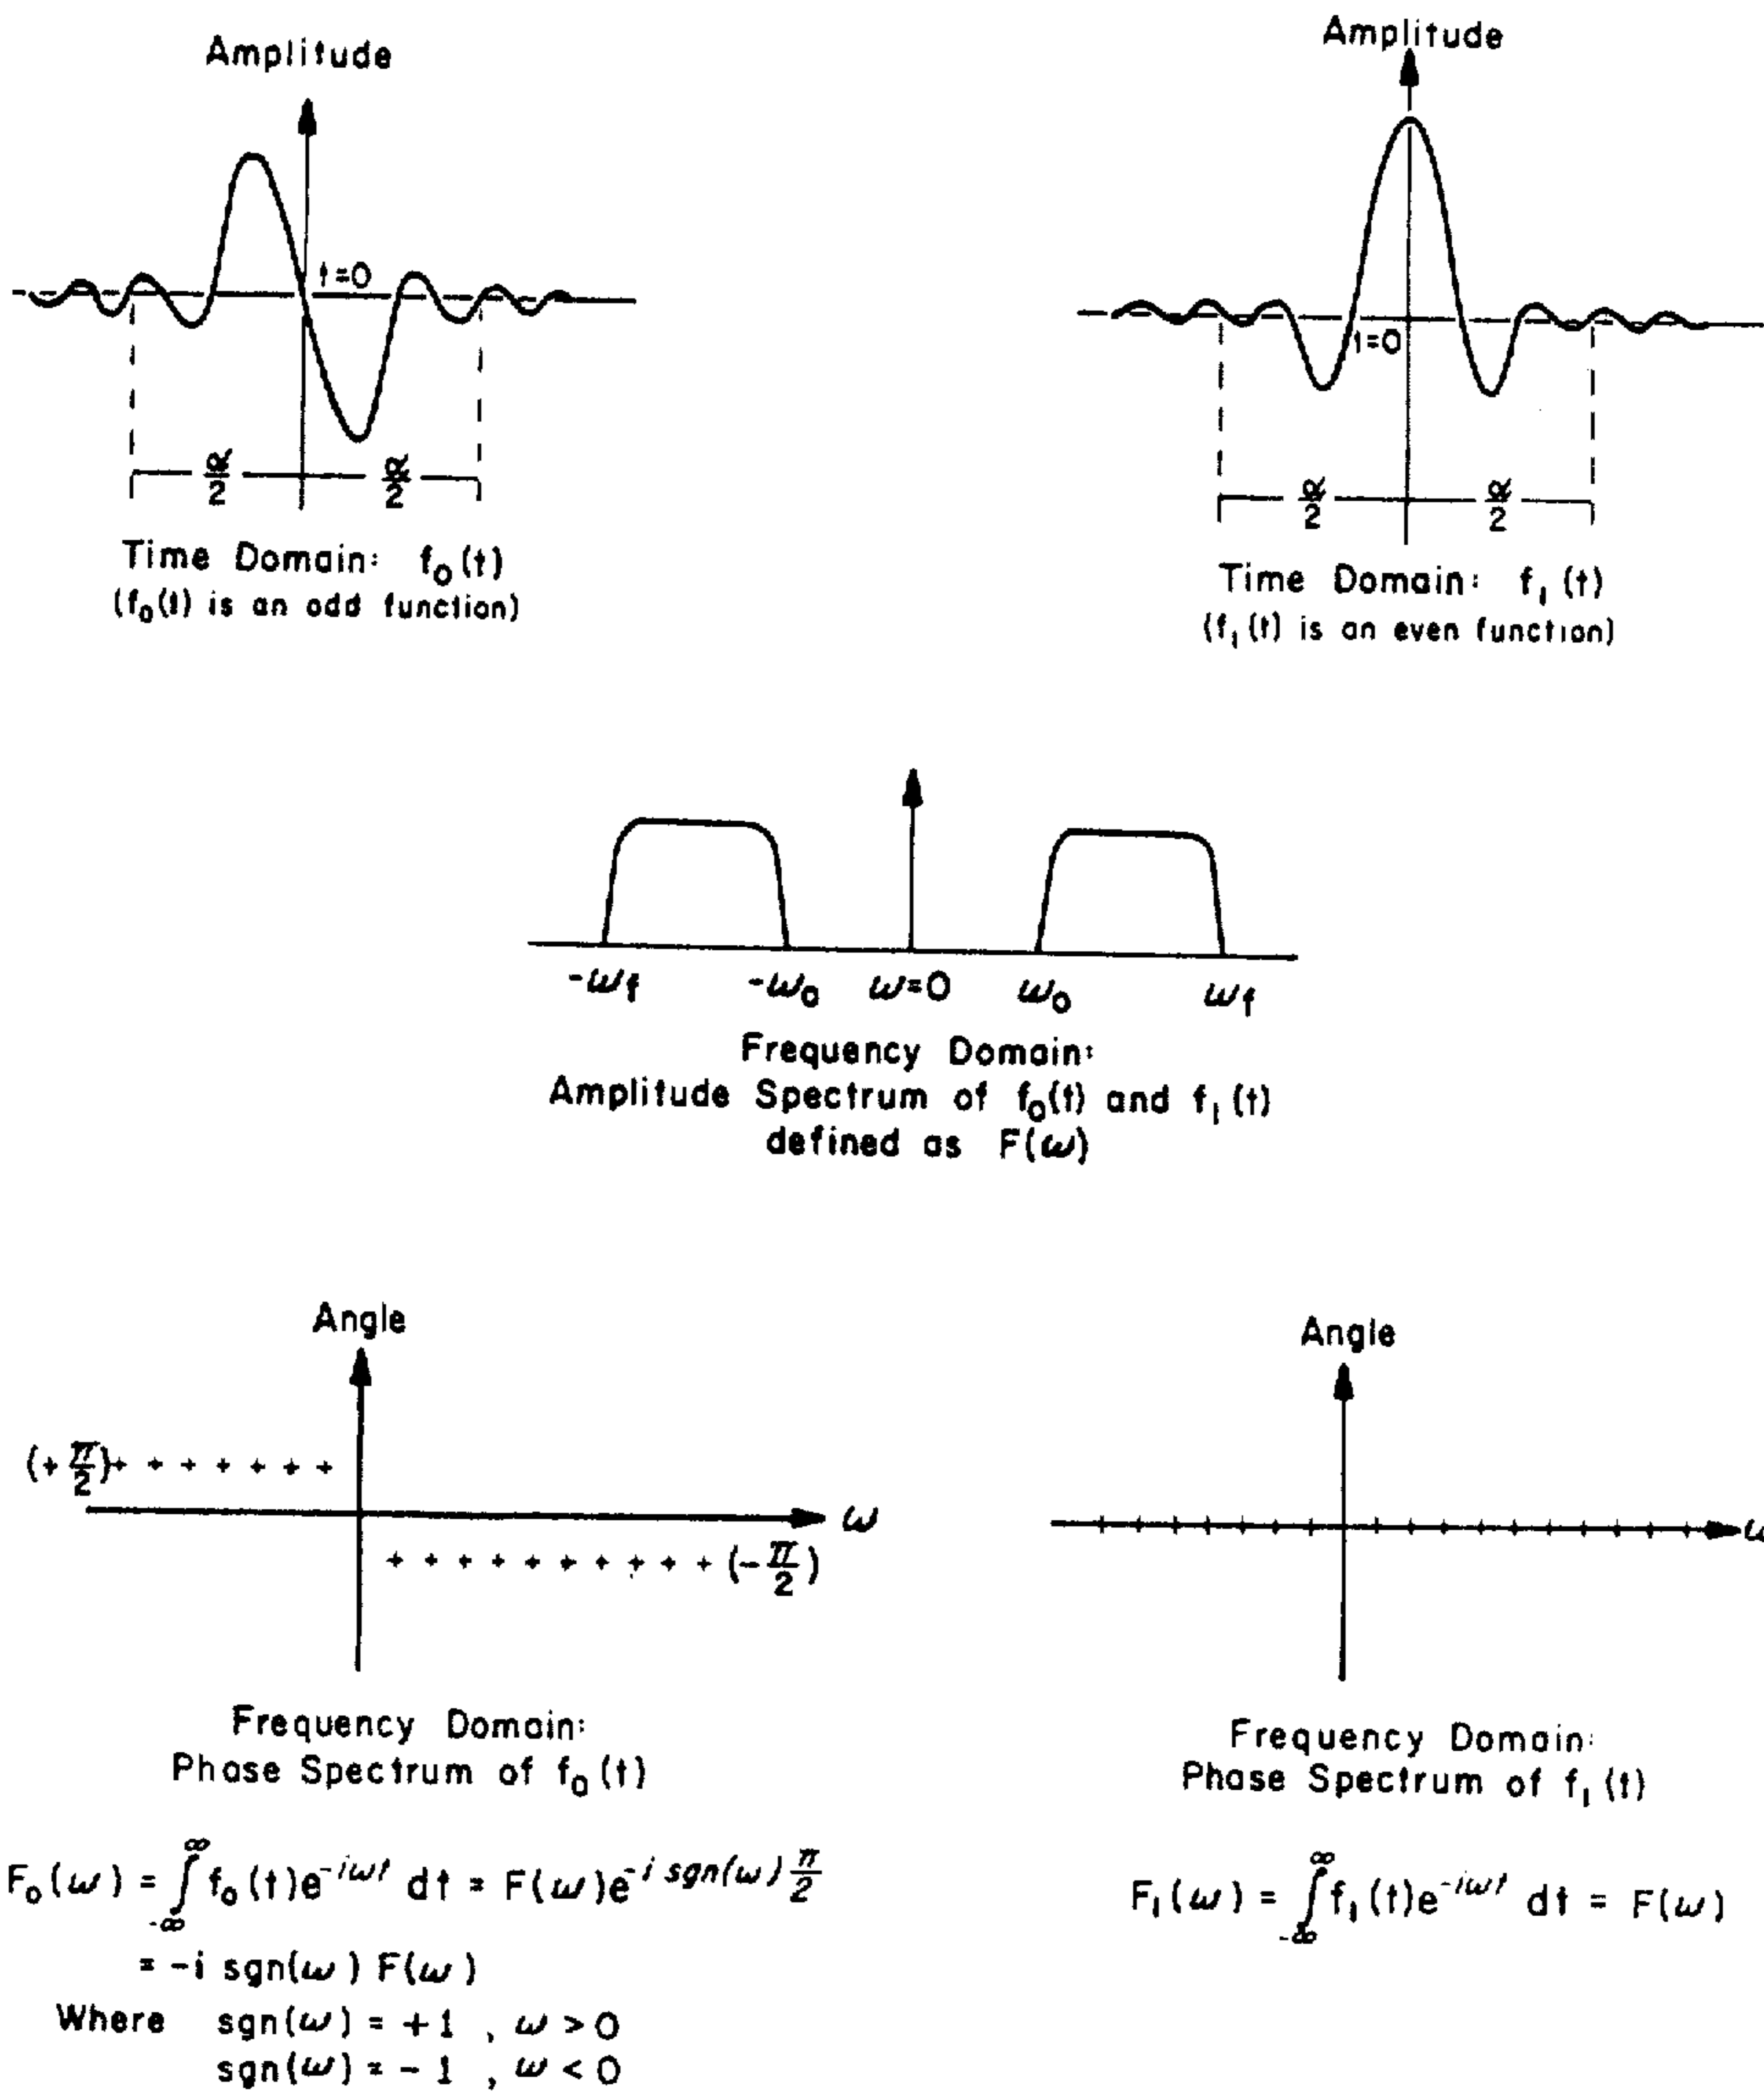 Amplitude
t=0
α/2 α/2
Time Domain: f₀(t)
(f₀(t) is an odd function)
Amplitude
t=0
α/2 α/2
Time Domain: f₁(t)
(f₁(t) is an even function)
-ω_f -ω₀ ω=0 ω₀ ω_f
Frequency Domain:
Amplitude Spectrum of f₀(t) and f₁(t)
defined as F(ω)
Angle
(+π/2)
ω
(-π/2)
Frequency Domain:
Phase Spectrum of f₀(t)
F₀(ω) = ∫_{-∞}^{∞} f₀(t)e^{-iωt} dt = F(ω)e^{-i sgn(ω) π/2}
= -i sgn(ω) F(ω)
Where sgn(ω) = +1 , ω > 0
sgn(ω) = -1 , ω < 0
Angle
ω
Frequency Domain:
Phase Spectrum of f₁(t)
F₁(ω) = ∫_{-∞}^{∞} f₁(t)e^{-iωt} dt = F(ω)